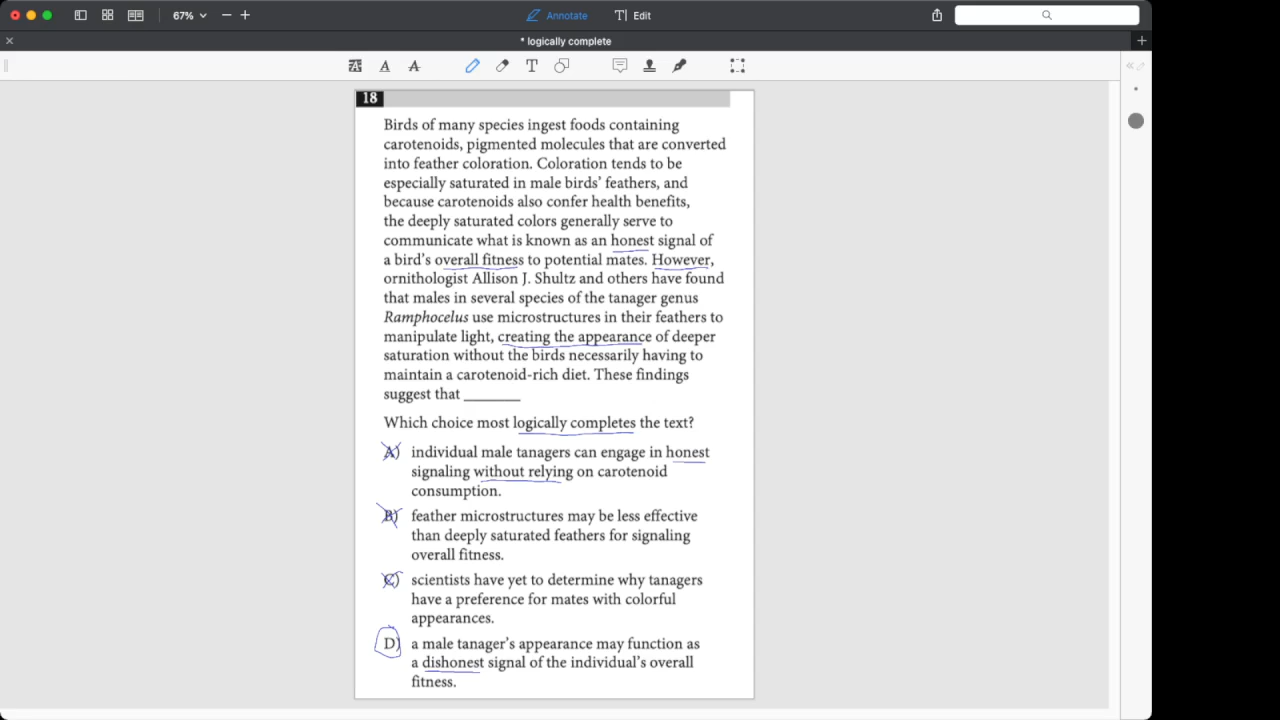 67%
Annotate
Edit
* logically complete
18
Birds of many species ingest foods containing
carotenoids, pigmented molecules that are converted
into feather coloration. Coloration tends to be
especially saturated in male birds’ feathers, and
because carotenoids also confer health benefits,
the deeply saturated colors generally serve to
communicate what is known as an honest signal of
a bird’s overall fitness to potential mates. However,
ornithologist Allison J. Shultz and others have found
that males in several species of the tanager genus
Ramphocelus use microstructures in their feathers to
manipulate light, creating the appearance of deeper
saturation without the birds necessarily having to
maintain a carotenoid-rich diet. These findings
suggest that ______
Which choice most logically completes the text?
A) individual male tanagers can engage in honest
signaling without relying on carotenoid
consumption.
B) feather microstructures may be less effective
than deeply saturated feathers for signaling
overall fitness.
C) scientists have yet to determine why tanagers
have a preference for mates with colorful
appearances.
D) a male tanager’s appearance may function as
a dishonest signal of the individual’s overall
fitness.